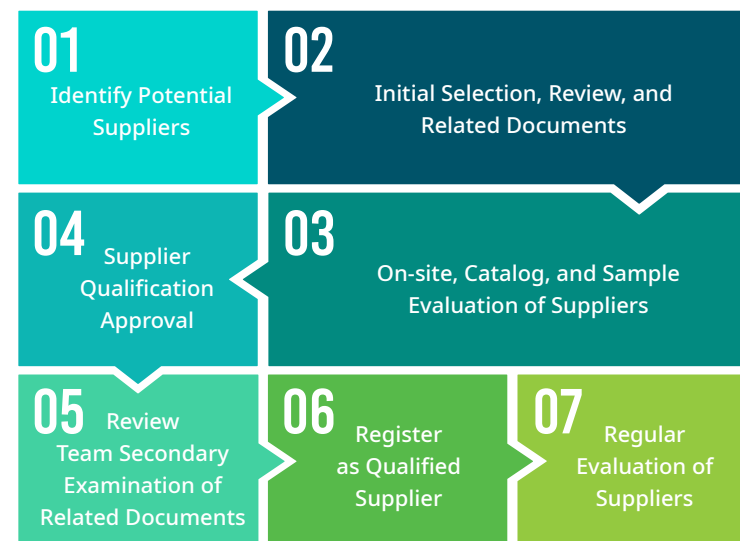 01
Identify Potential
Suppliers
02
Initial Selection, Review, and
Related Documents
03
On-site, Catalog, and Sample
Evaluation of Suppliers
04
Supplier
Qualification
Approval
05
Review
Team Secondary
Examination of
Related Documents
06
Register
as Qualified
Supplier
07
Regular
Evaluation of
Suppliers